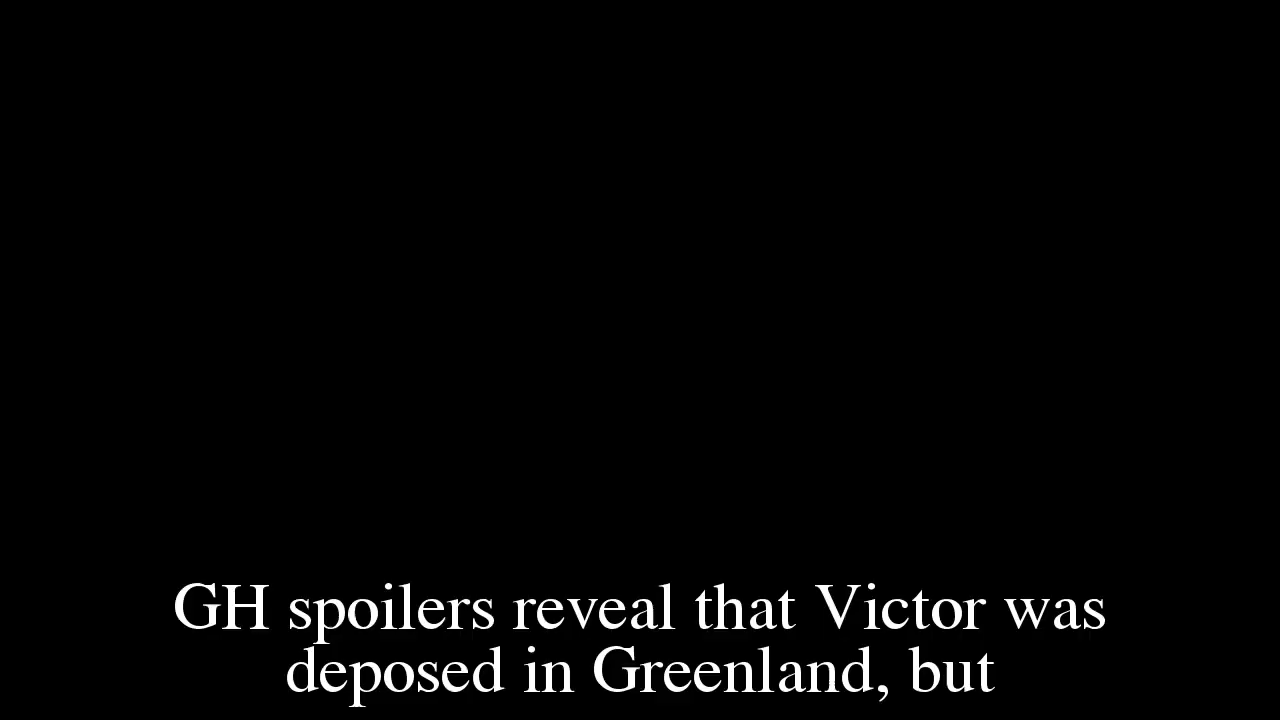 GH spoilers reveal that Victor was
deposed in Greenland, but